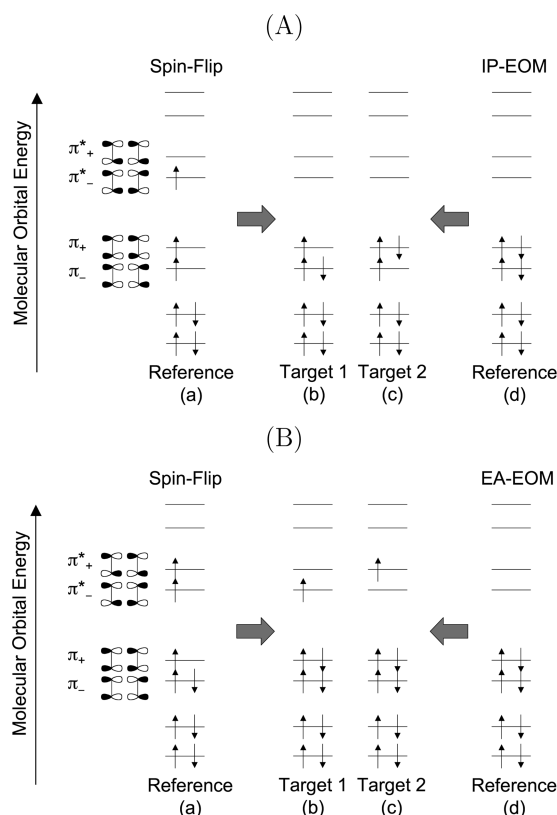 (A)
Spin-Flip
IP-EOM
Molecular Orbital Energy
π*+
π*-
π+
π-
Reference
Target 1
Target 2
Reference
(a)
(b)
(c)
(d)
(B)
Spin-Flip
EA-EOM
Molecular Orbital Energy
π*+
π*-
π+
π-
Reference
Target 1
Target 2
Reference
(a)
(b)
(c)
(d)